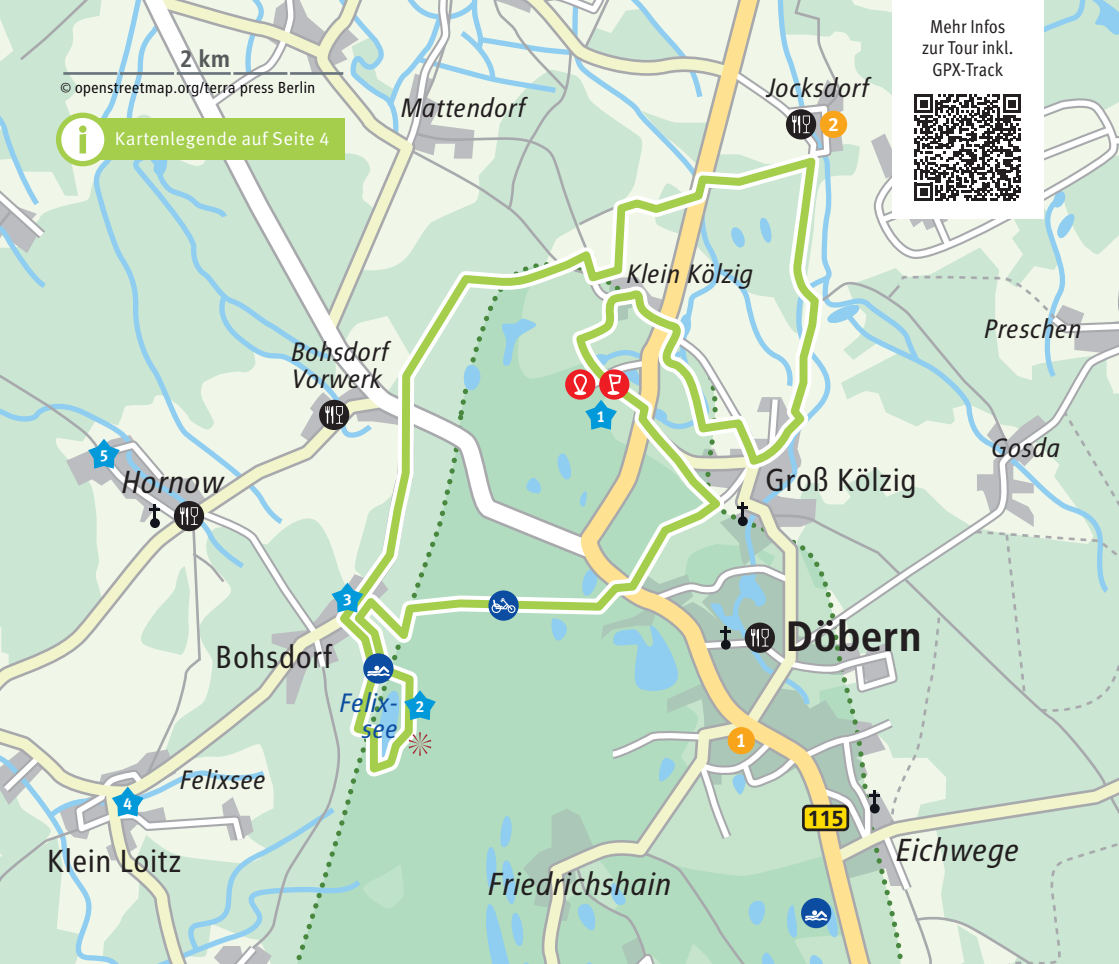 Mehr Infos
zur Tour inkl.
GPX-Track
2 km
© openstreetmap.org/terra press Berlin
Kartenlegende auf Seite 4
Mattendorf
Jocksdorf
2
Klein Kölzig
Preschen
Bohsdorf
Vorwerk
1
5
Hornow
Gosda
Groß Kölzig
3
Bohsdorf
Döbern
Felix-
see
2
1
Felixsee
4
115
Klein Loitz
Eichwege
Friedrichshain